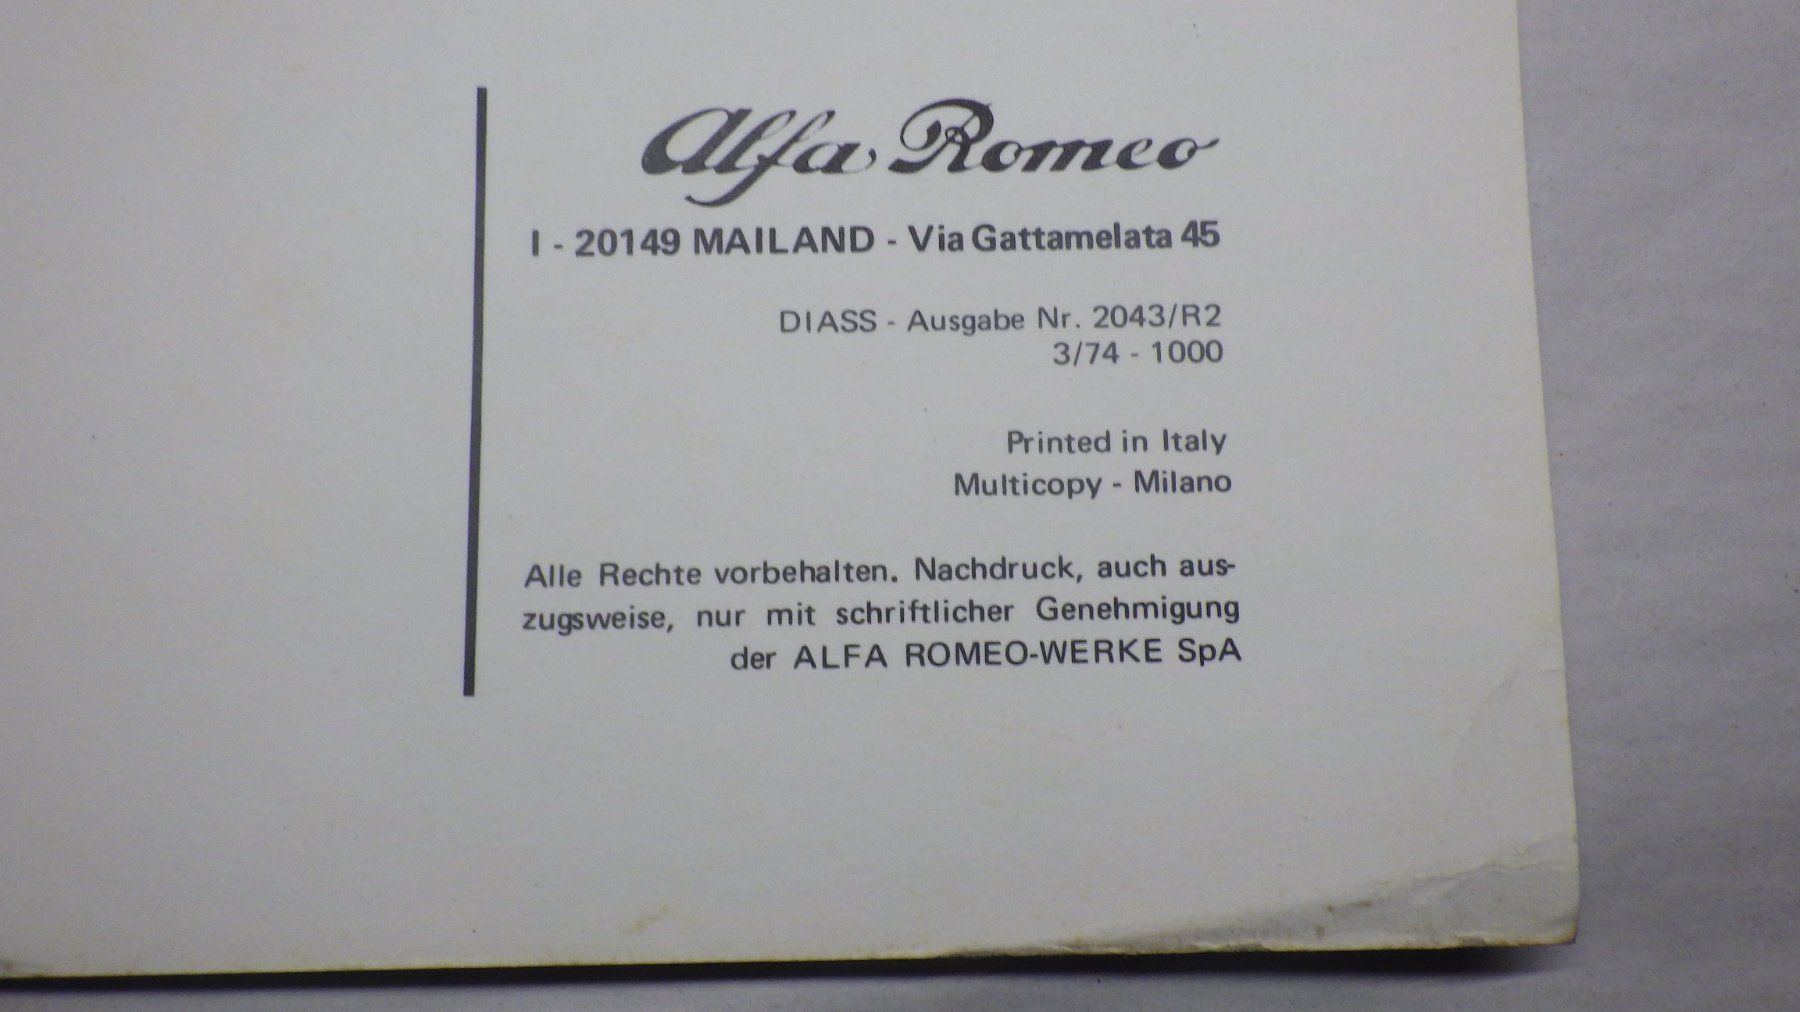 Alfa Romeo
I - 20149 MAILAND - Via Gattamelata 45
DIASS - Ausgabe Nr. 2043/R2
3/74 - 1000
Printed in Italy
Multicopy - Milano
Alle Rechte vorbehalten. Nachdruck, auch aus-
zugsweise, nur mit schriftlicher Genehmigung
der ALFA ROMEO-WERKE SpA